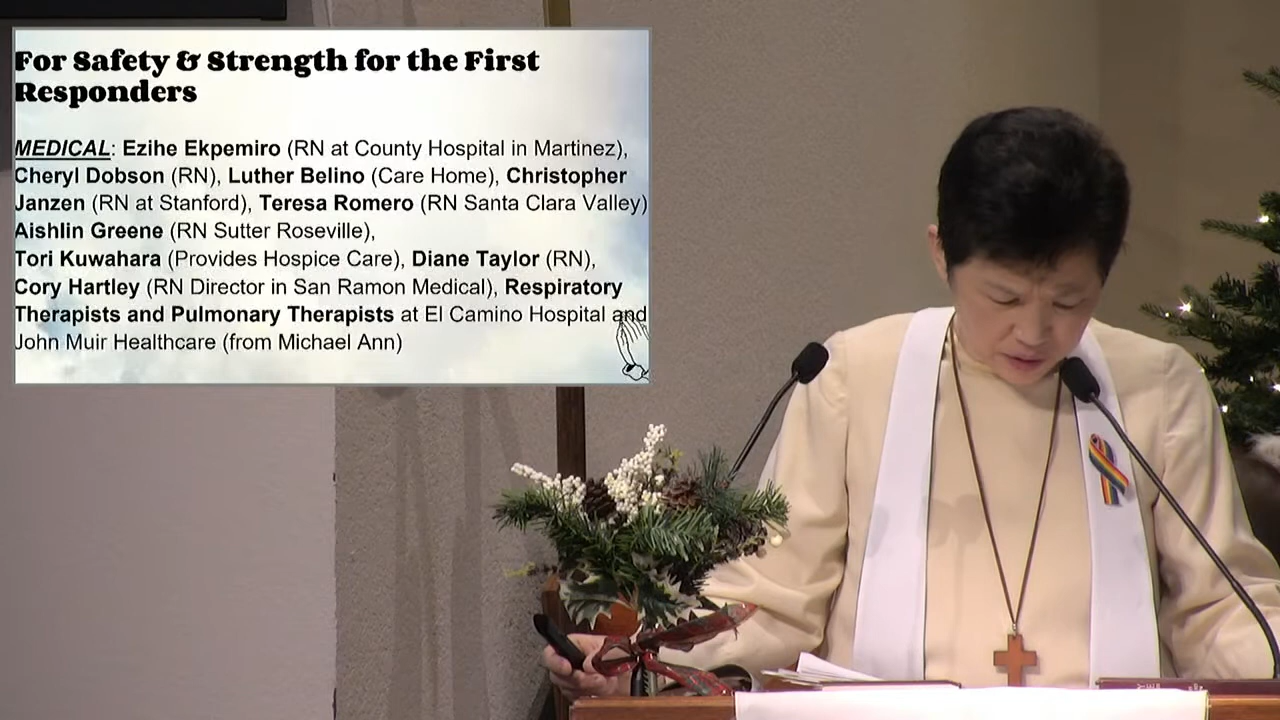 For Safety & Strength for the First
Responders
MEDICAL: Ezihe Ekpemiro (RN at County Hospital in Martinez),
Cheryl Dobson (RN), Luther Belino (Care Home), Christopher
Janzen (RN at Stanford), Teresa Romero (RN Santa Clara Valley)
Aishlin Greene (RN Sutter Roseville),
Tori Kuwahara (Provides Hospice Care), Diane Taylor (RN),
Cory Hartley (RN Director in San Ramon Medical), Respiratory
Therapists and Pulmonary Therapists at El Camino Hospital and
John Muir Healthcare (from Michael Ann)